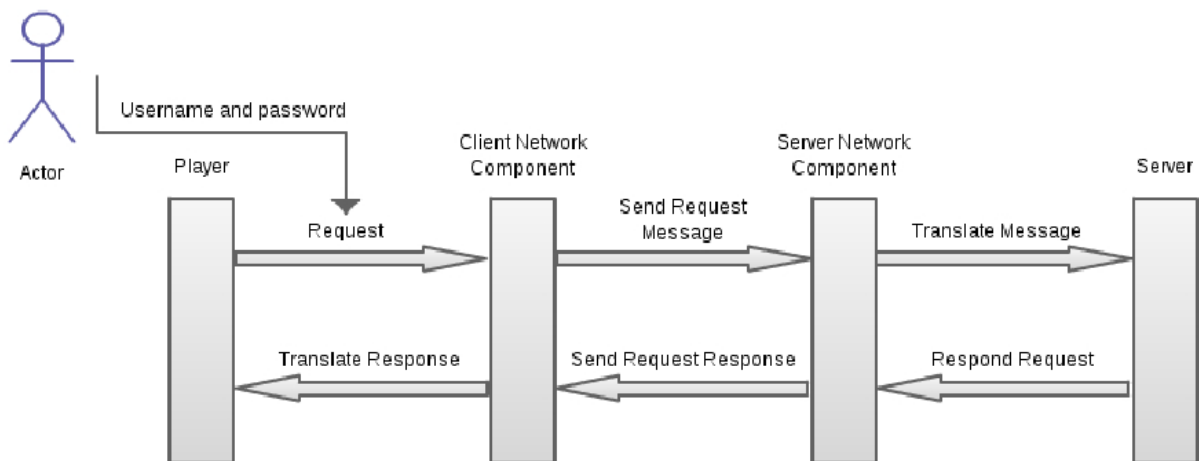 Username and password
Actor
Player
Client Network
Component
Server Network
Component
Server
Request
Send Request
Message
Translate Message
Translate Response
Send Request Response
Respond Request